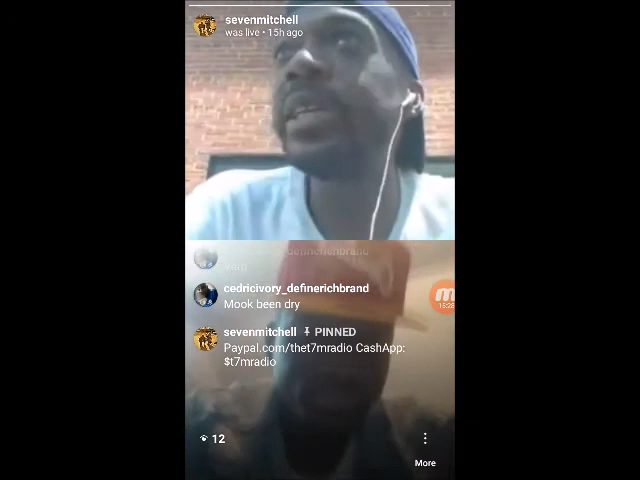 sevenmitchell
was live • 15h ago
cedricivory_definerichbrand
Mook been dry
sevenmitchell PINNED
Paypal.com/thet7mradio CashApp:
$t7mradio
12
More